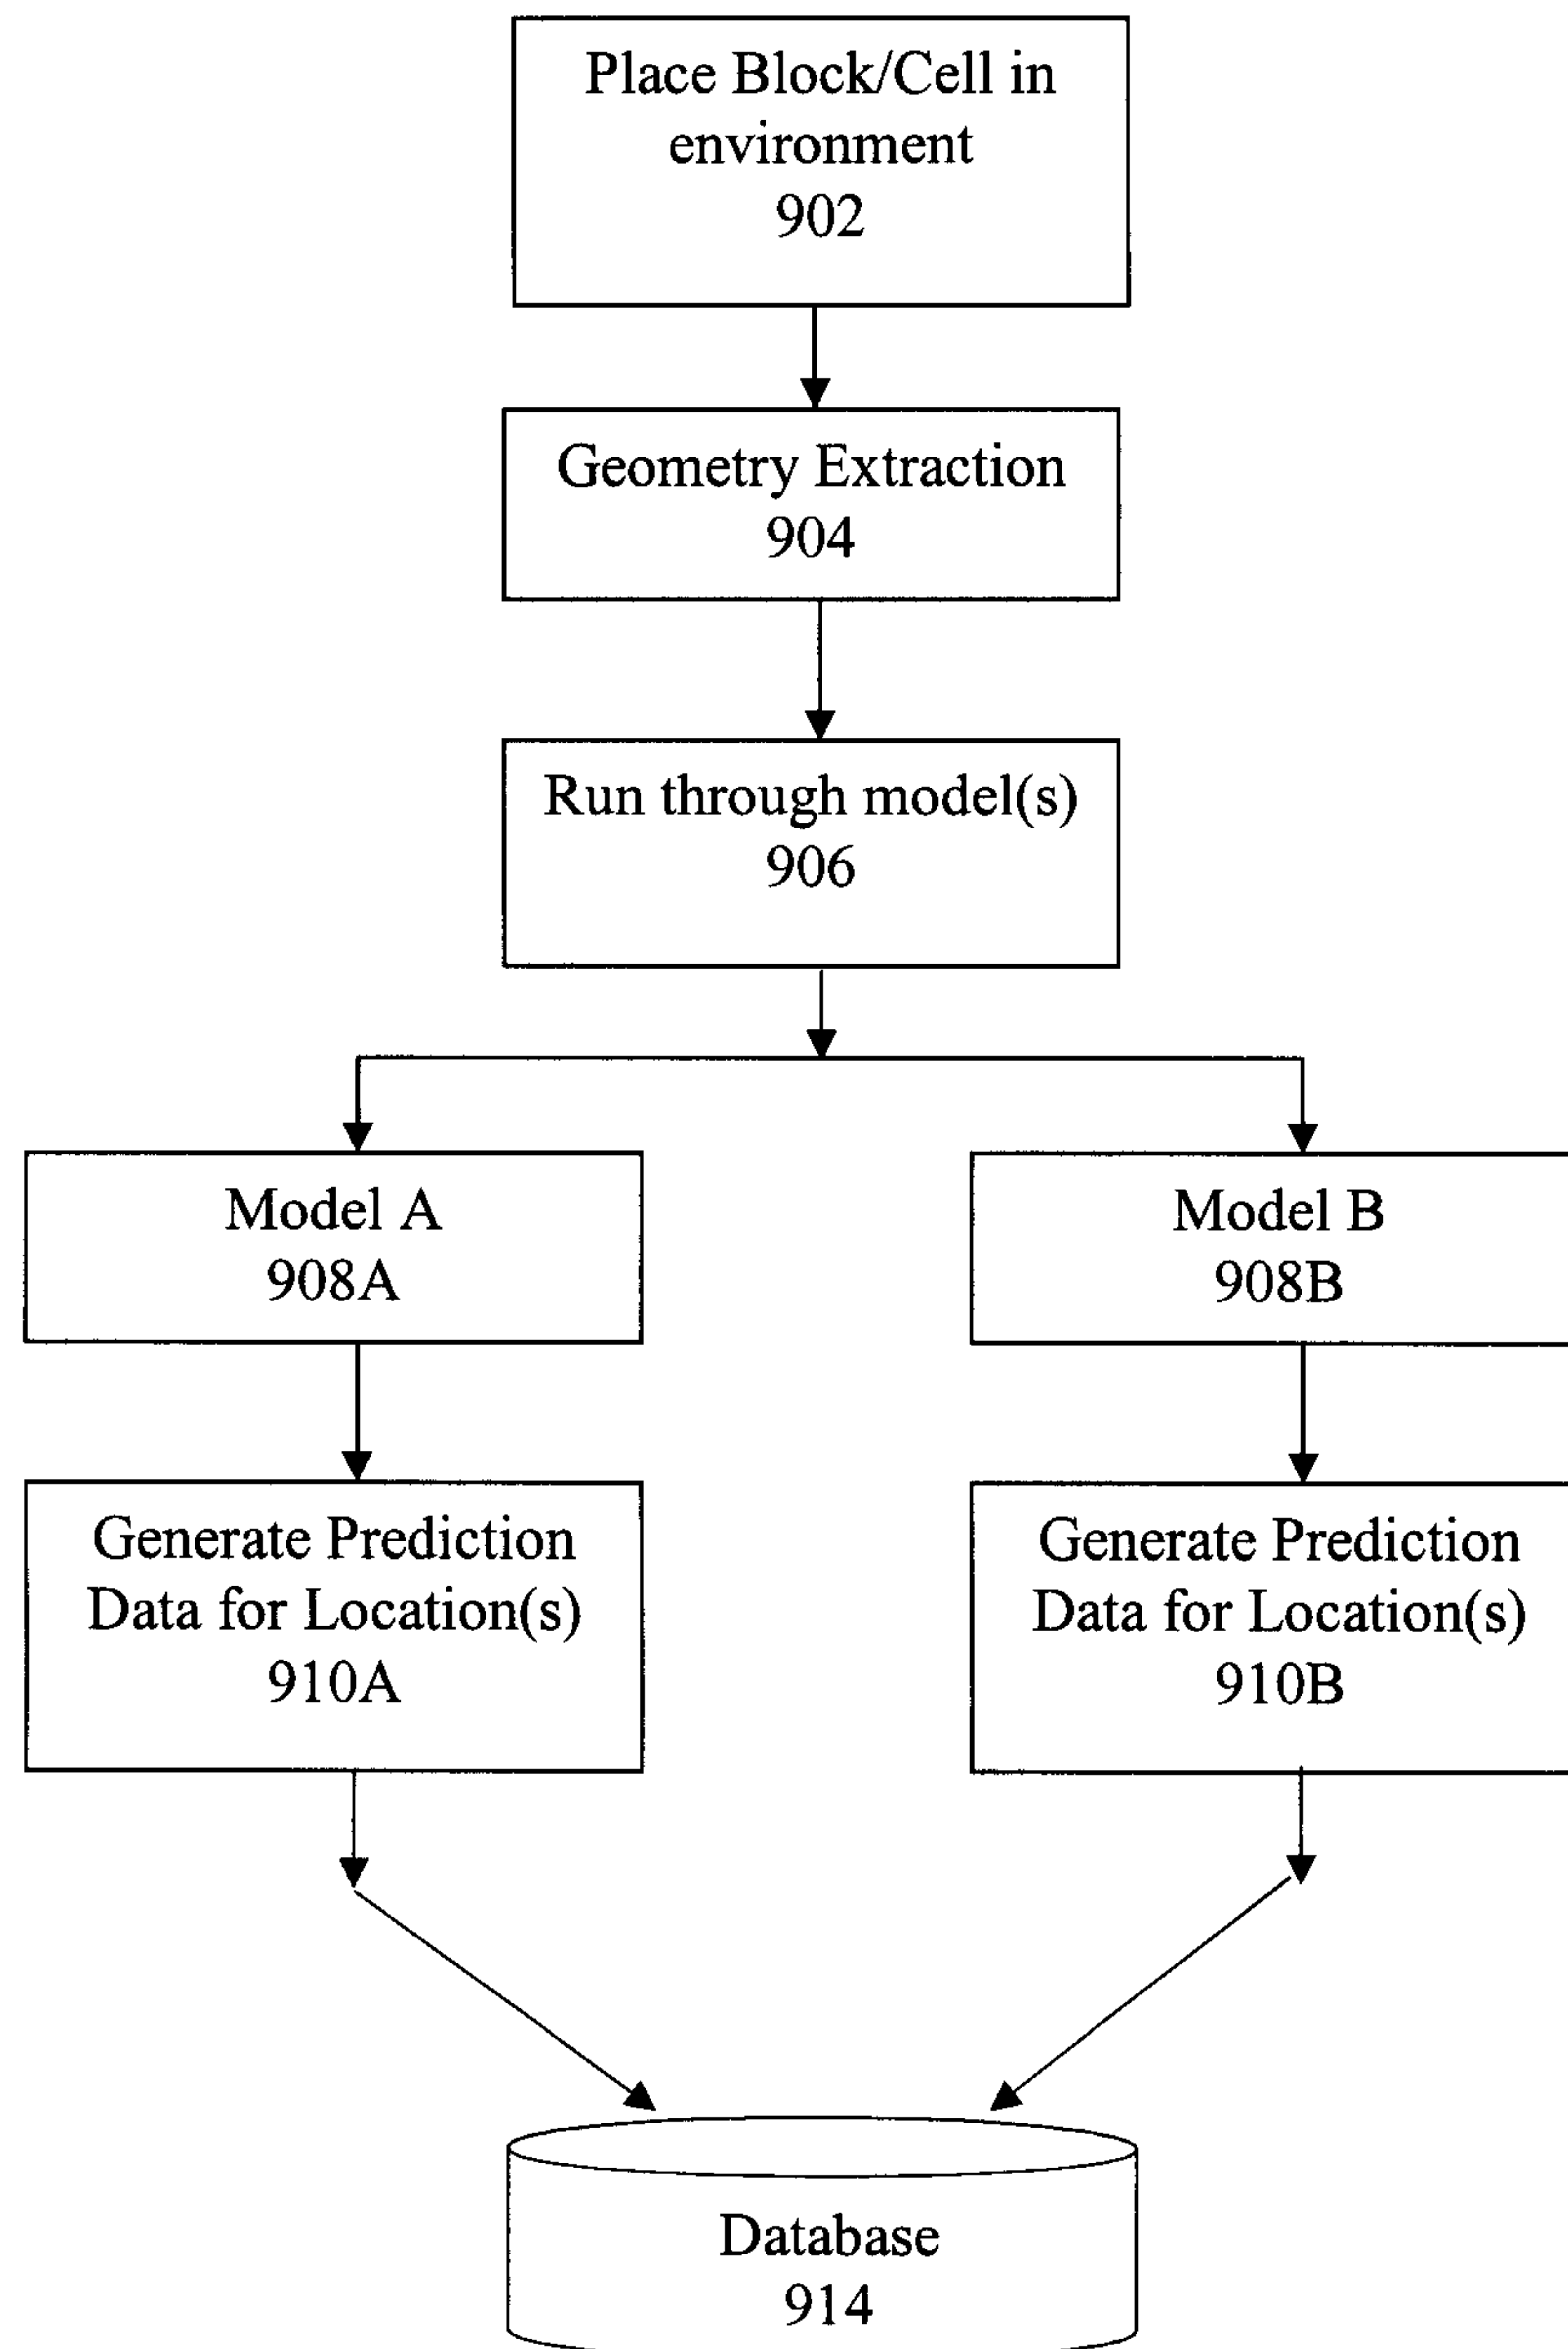 Place Block/Cell in
environment
902
Geometry Extraction
904
Run through model(s)
906
Model A
908A
Model B
908B
Generate Prediction
Data for Location(s)
910A
Generate Prediction
Data for Location(s)
910B
Database
914